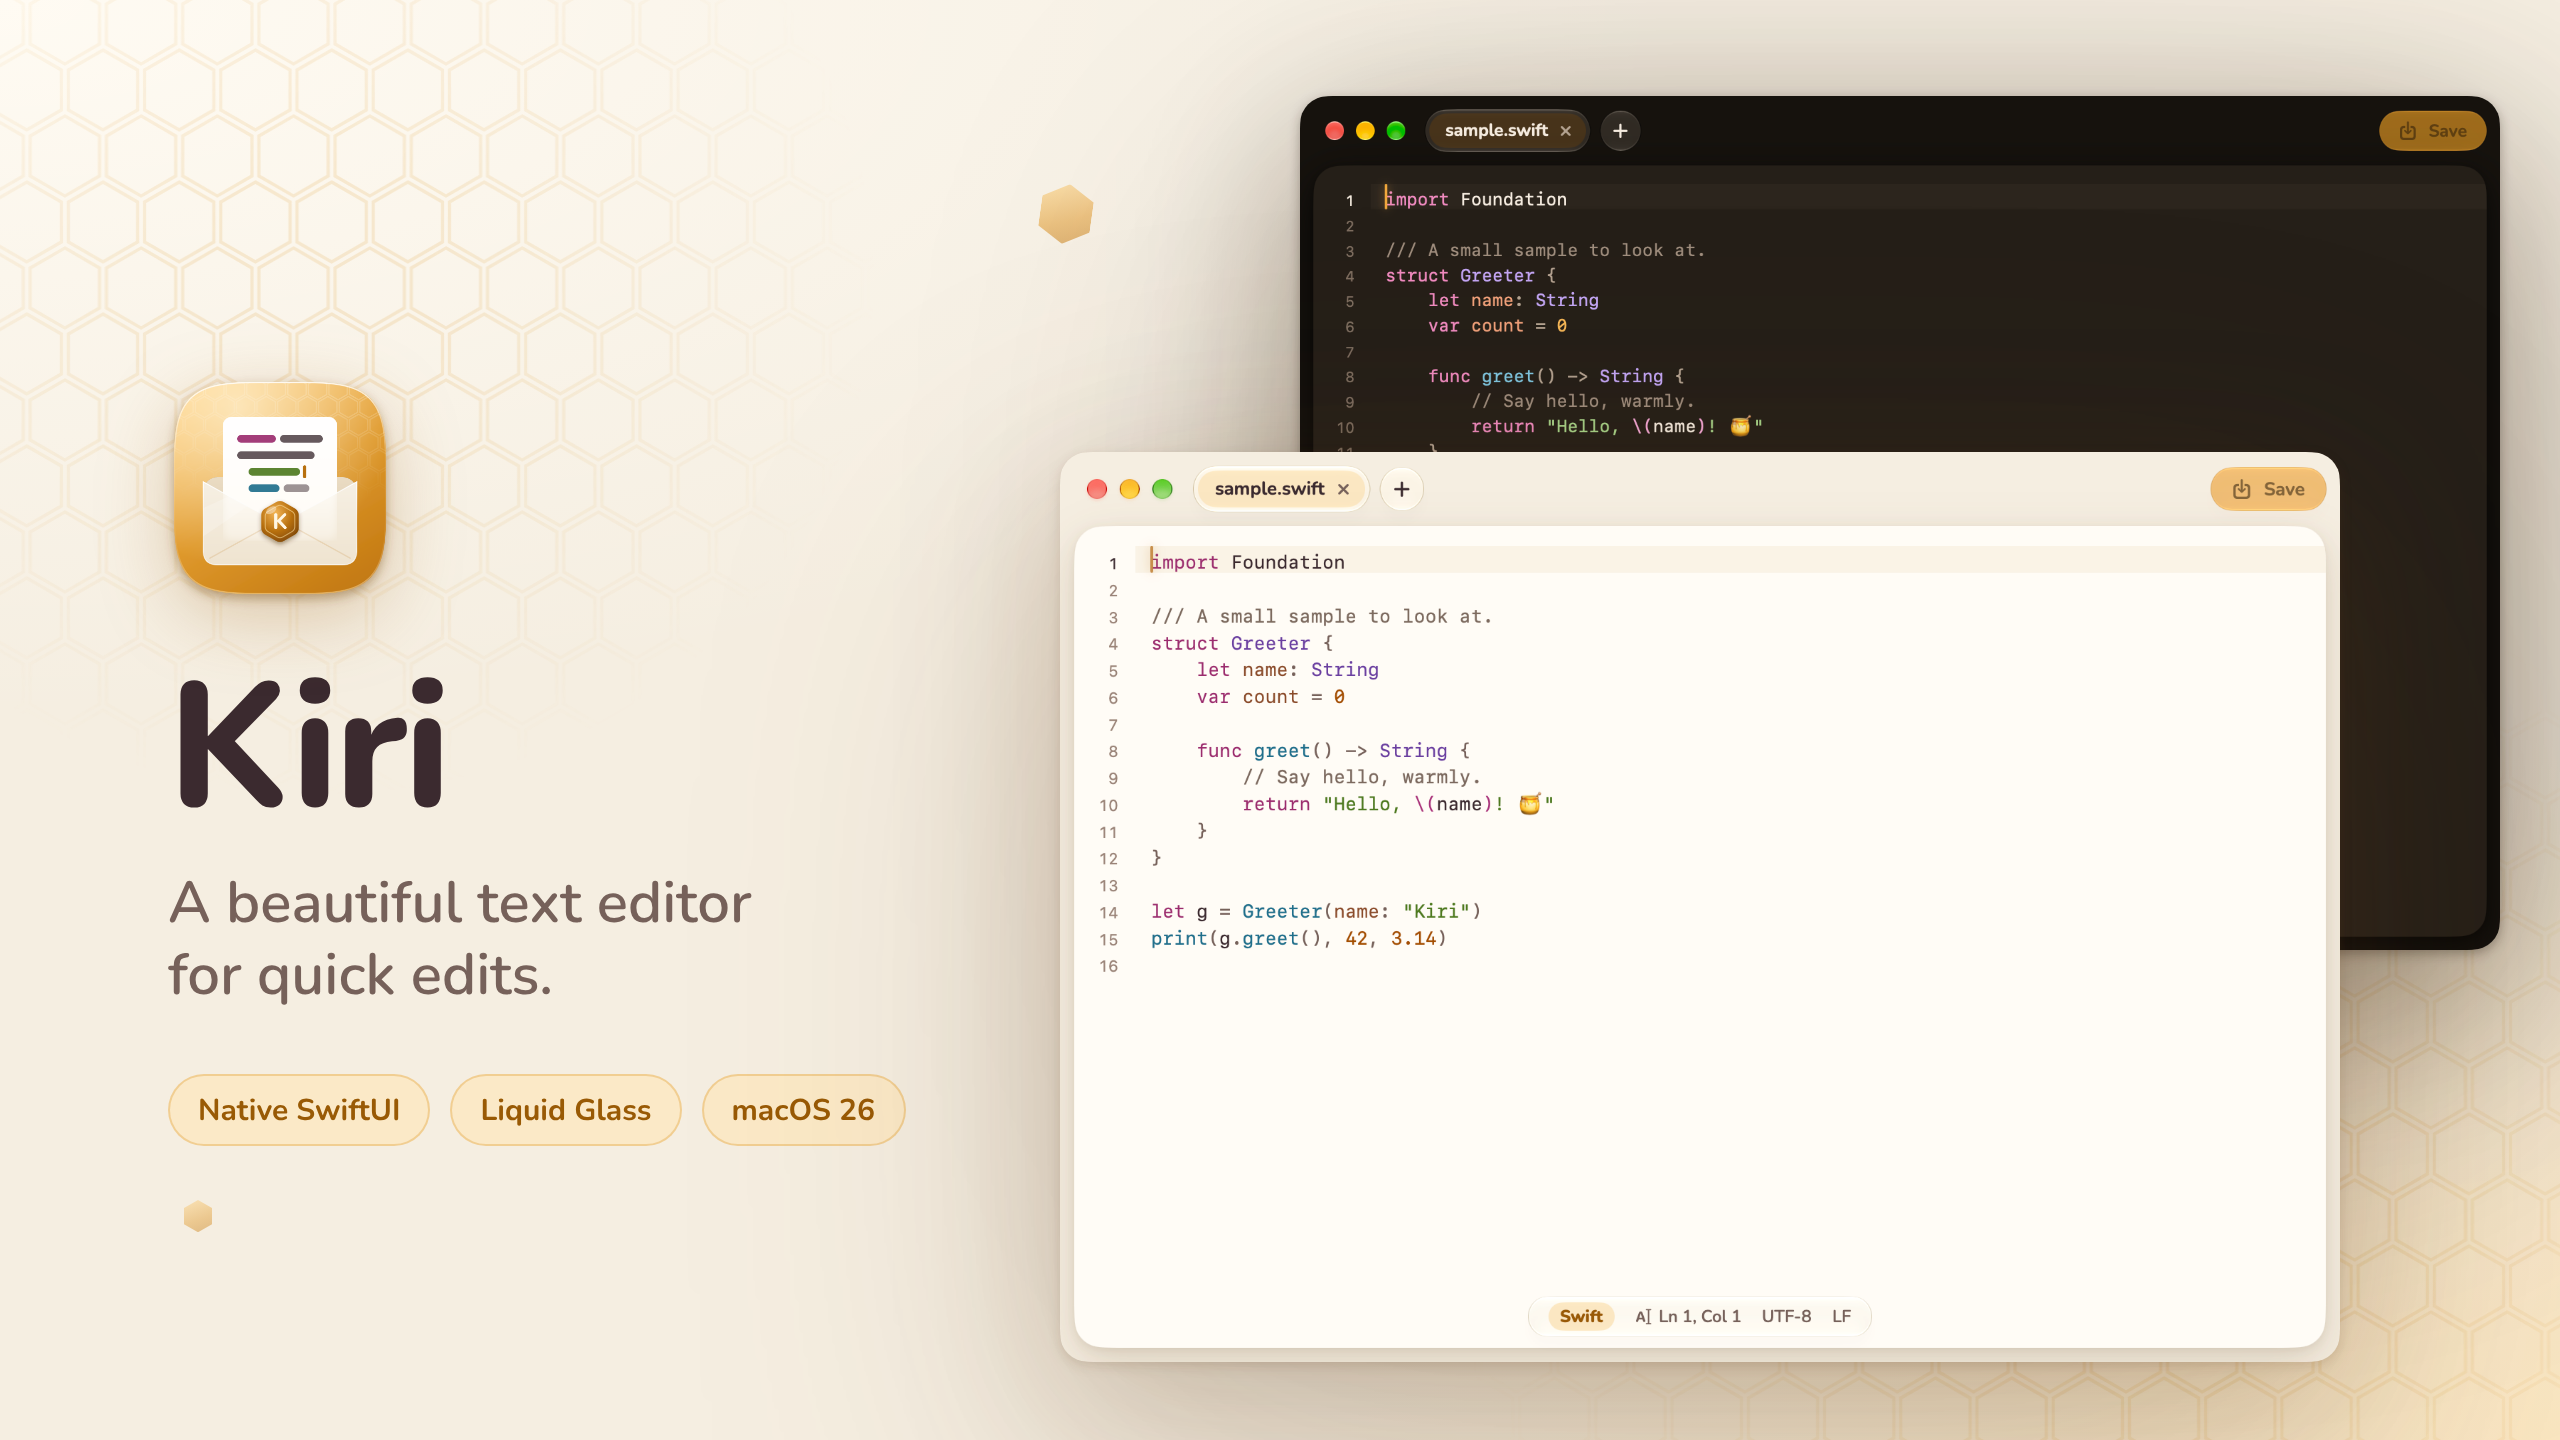 K
Kiri
A beautiful text editor
for quick edits.
Native SwiftUI
Liquid Glass
macOS 26
sample.swift
Save
1 import Foundation
2
3 /// A small sample to look at.
4 struct Greeter {
5     let name: String
6     var count = 0
7
8     func greet() -> String {
9         // Say hello, warmly.
10         return "Hello, \(name)! 🍯"
11     }
sample.swift
Save
1 import Foundation
2
3 /// A small sample to look at.
4 struct Greeter {
5     let name: String
6     var count = 0
7
8     func greet() -> String {
9         // Say hello, warmly.
10         return "Hello, \(name)! 🍯"
11     }
12 }
13
14 let g = Greeter(name: "Kiri")
15 print(g.greet(), 42, 3.14)
16
Swift Ln 1, Col 1 UTF-8 LF